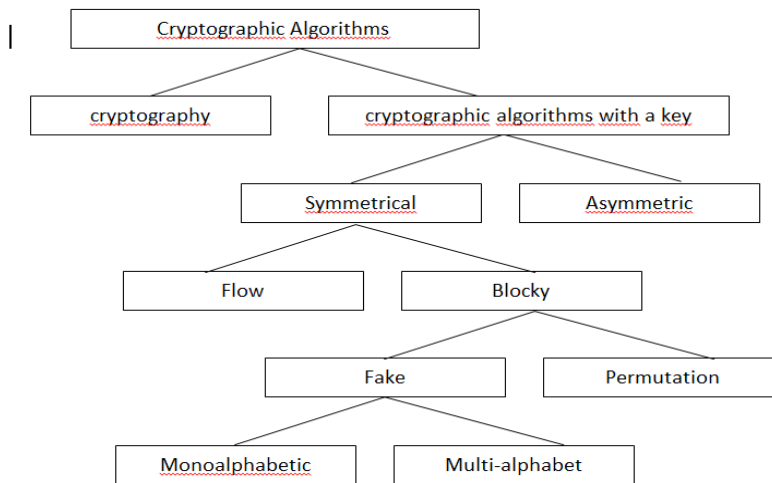 Cryptographic Algorithms
cryptography
cryptographic algorithms with a key
Symmetrical
Asymmetric
Flow
Blocky
Fake
Permutation
Monoalphabetic
Multi-alphabet